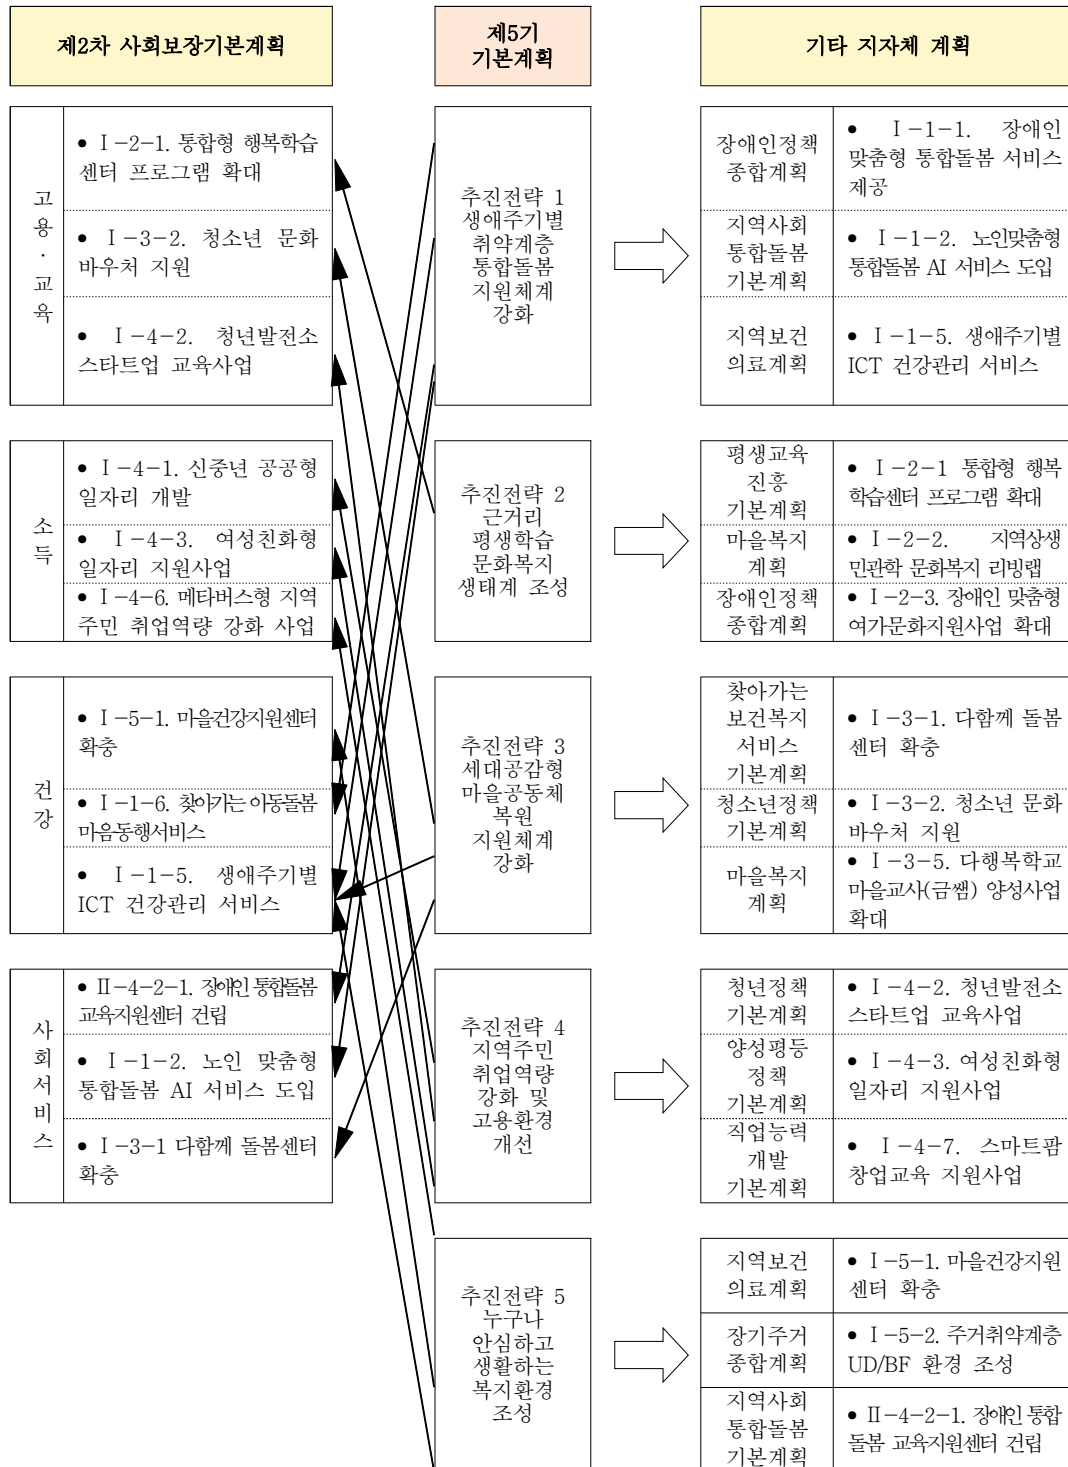 제2차 사회보장기본계획
제5기
기본계획
기타 지자체 계획
고용·교육
• Ⅰ-2-1. 통합형 행복학습
센터 프로그램 확대
• Ⅰ-3-2. 청소년 문화
바우처 지원
• Ⅰ-4-2. 청년발전소
스타트업 교육사업
추진전략 1
생애주기별
취약계층
통합돌봄
지원체계
강화
장애인정책
종합계획
• Ⅰ-1-1. 장애인
맞춤형 통합돌봄 서비스
제공
지역사회
통합돌봄
기본계획
• Ⅰ-1-2. 노인맞춤형
통합돌봄 AI 서비스 도입
지역보건
의료계획
• Ⅰ-1-5. 생애주기별
ICT 건강관리 서비스
소득
• Ⅰ-4-1. 신중년 공공형
일자리 개발
• Ⅰ-4-3. 여성친화형
일자리 지원사업
• Ⅰ-4-6. 메타버스형 지역
주민 취업역량 강화 사업
추진전략 2
근거리
평생학습
문화복지
생태계 조성
평생교육
진흥
기본계획
• Ⅰ-2-1 통합형 행복
학습센터 프로그램 확대
마을복지
계획
• Ⅰ-2-2. 지역상생
민관학 문화복지 리빙랩
장애인정책
종합계획
• Ⅰ-2-3. 장애인 맞춤형
여가문화지원사업 확대
건강
• Ⅰ-5-1. 마을건강지원센터
확충
• Ⅰ-1-6. 찾아가는 아동돌봄
마음동행서비스
• Ⅰ-1-5. 생애주기별
ICT 건강관리 서비스
추진전략 3
세대공감형
마을공동체
복원
지원체계
강화
찾아가는
보건복지
서비스
기본계획
• Ⅰ-3-1. 다함께 돌봄
센터 확충
청소년정책
기본계획
• Ⅰ-3-2. 청소년 문화
바우처 지원
마을복지
계획
• Ⅰ-3-5. 다행복학교
마을교사(금쌤) 양성사업
확대
사회서비스
• Ⅱ-4-2-1. 장애인 통합돌봄
교육지원센터 건립
• Ⅰ-1-2. 노인 맞춤형
통합돌봄 AI 서비스 도입
• Ⅰ-3-1 다함께 돌봄센터
확충
추진전략 4
지역주민
취업역량
강화 및
고용환경
개선
청년정책
기본계획
• Ⅰ-4-2. 청년발전소
스타트업 교육사업
양성평등
정책
기본계획
• Ⅰ-4-3. 여성친화형
일자리 지원사업
직업능력
개발
기본계획
• Ⅰ-4-7. 스마트팜
창업교육 지원사업
추진전략 5
누구나
안심하고
생활하는
복지환경
조성
지역보건
의료계획
• Ⅰ-5-1. 마을건강지원
센터 확충
장기주거
종합계획
• Ⅰ-5-2. 주거취약계층
UD/BF 환경 조성
지역사회
통합돌봄
기본계획
• Ⅱ-4-2-1. 장애인 통합
돌봄 교육지원센터 건립